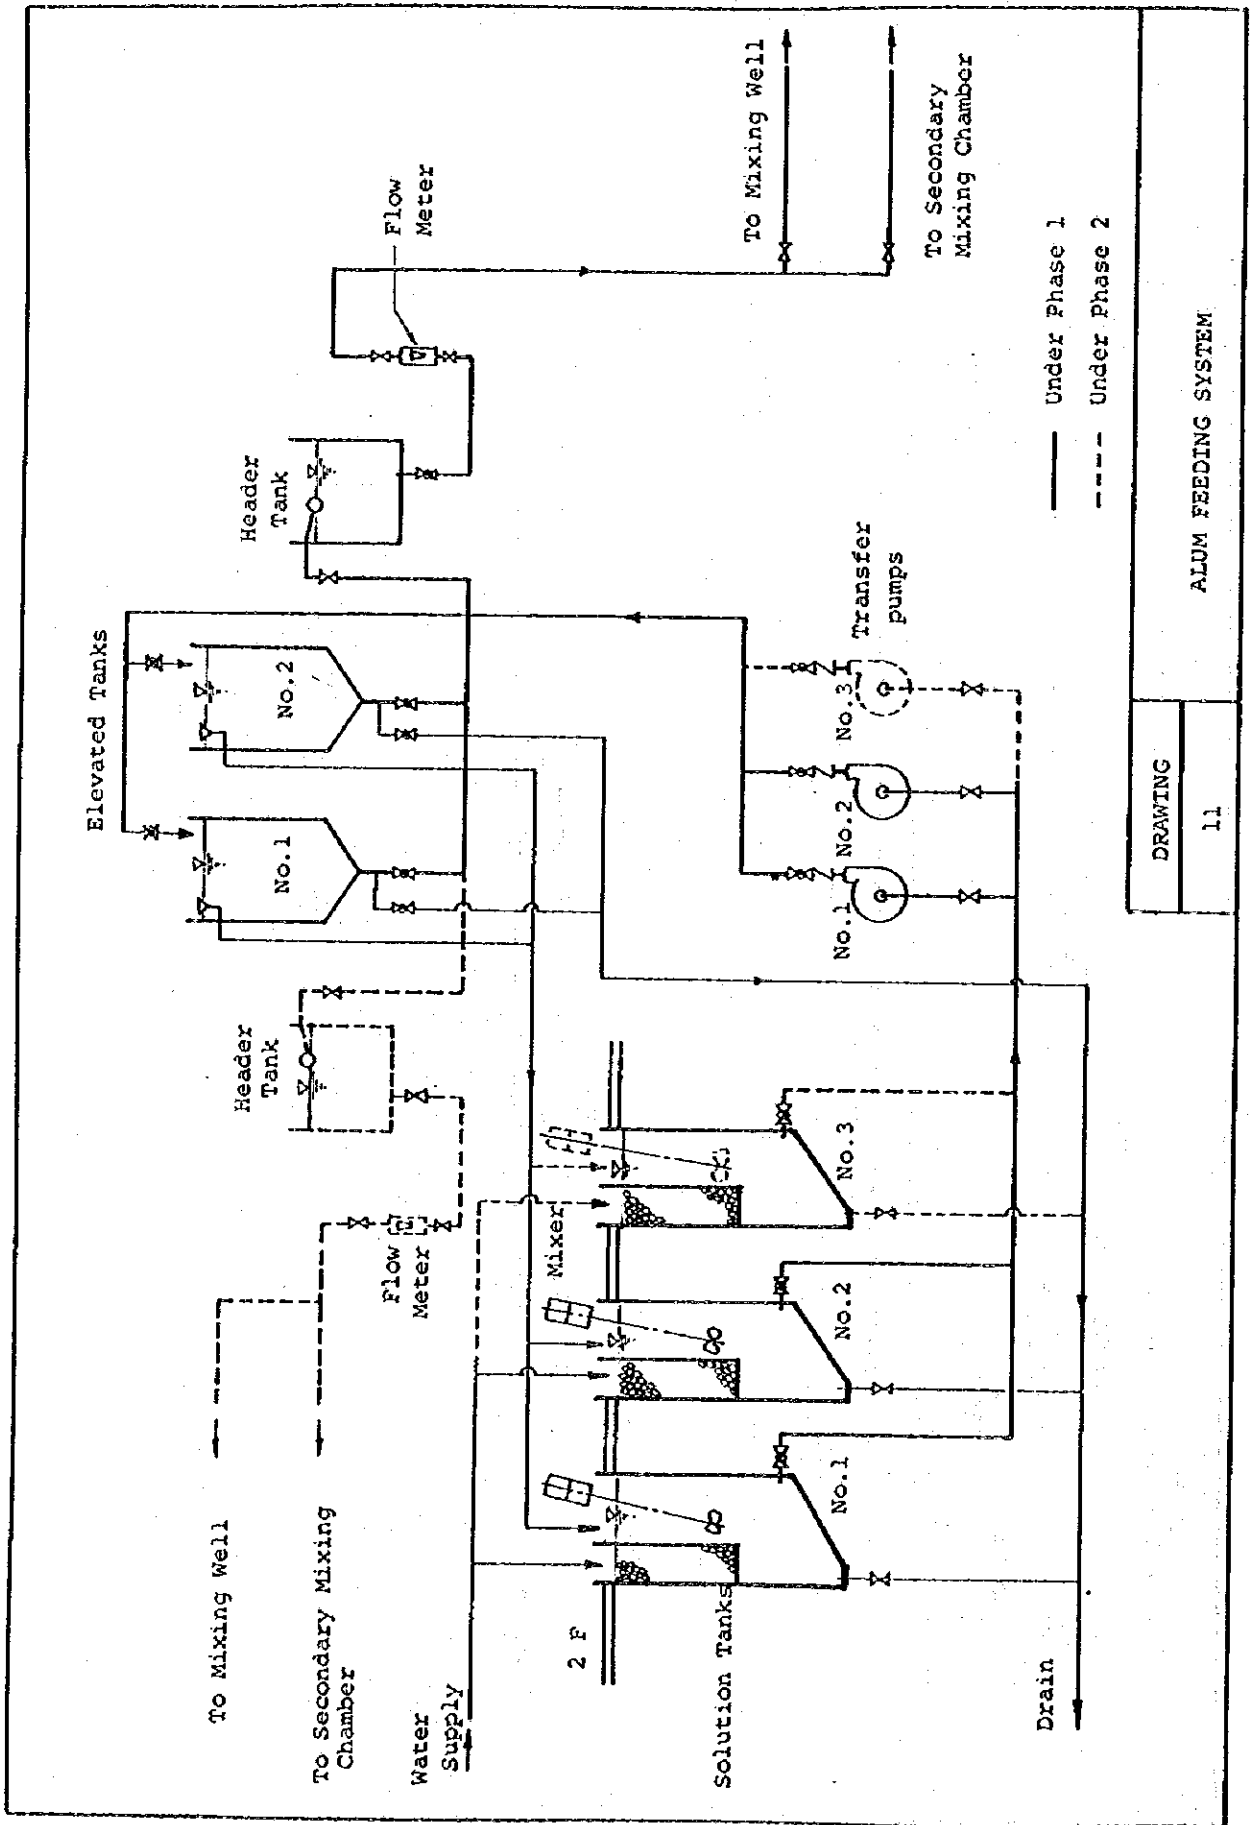 Elevated Tanks
No.1
No.2
Header
Tank
Header
Tank
Flow
Meter
Flow
Meter
To Mixing Well
To Secondary Mixing
Chamber
Water
Supply
To Mixing Well
To Secondary
Mixing Chamber
2 F
Mixer
Solution Tanks
No.1
No.2
No.3
No.1
No.2
No.3
Transfer
pumps
Drain
Under Phase 1
Under Phase 2
DRAWING
11
ALUM FEEDING SYSTEM